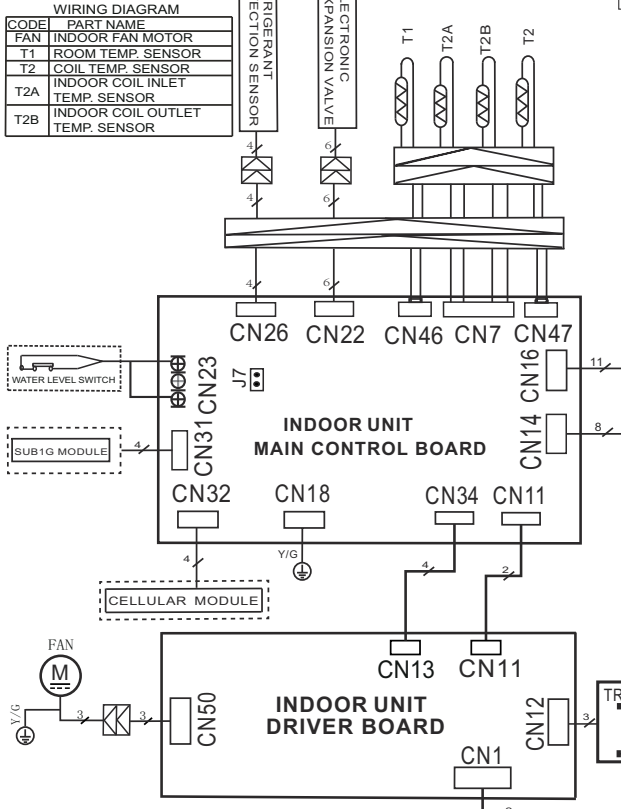 WIRING DIAGRAM
CODE PART NAME
FAN INDOOR FAN MOTOR
T1 ROOM TEMP. SENSOR
T2 COIL TEMP. SENSOR
T2A INDOOR COIL INLET
TEMP. SENSOR
T2B INDOOR COIL OUTLET
TEMP. SENSOR
SENSOR
EXPANSION VALVE
T1 T2A T2B T2
4 6
4 6
4 6
CN26 CN22 CN46 CN7 CN47
WATER LEVEL SWITCH
CN23
J7
CN16
11
SUB1G MODULE
4
CN31
INDOOR UNIT
MAIN CONTROL BOARD
CN14
8
CN32 CN18 CN34 CN11
4
Y/G
4 2
CELLULAR MODULE
CN13 CN11
FAN
M
Y/G
3 3
CN50
INDOOR UNIT
DRIVER BOARD
CN12
3
CN1